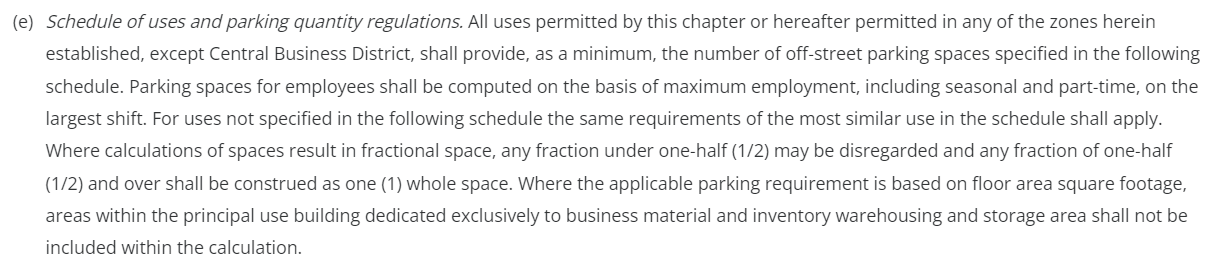 (e) Schedule of uses and parking quantity regulations. All uses permitted by this chapter or hereafter permitted in any of the zones herein
established, except Central Business District, shall provide, as a minimum, the number of off-street parking spaces specified in the following
schedule. Parking spaces for employees shall be computed on the basis of maximum employment, including seasonal and part-time, on the
largest shift. For uses not specified in the following schedule the same requirements of the most similar use in the schedule shall apply.
Where calculations of spaces result in fractional space, any fraction under one-half (1/2) may be disregarded and any fraction of one-half
(1/2) and over shall be construed as one (1) whole space. Where the applicable parking requirement is based on floor area square footage,
areas within the principal use building dedicated exclusively to business material and inventory warehousing and storage area shall not be
included within the calculation.